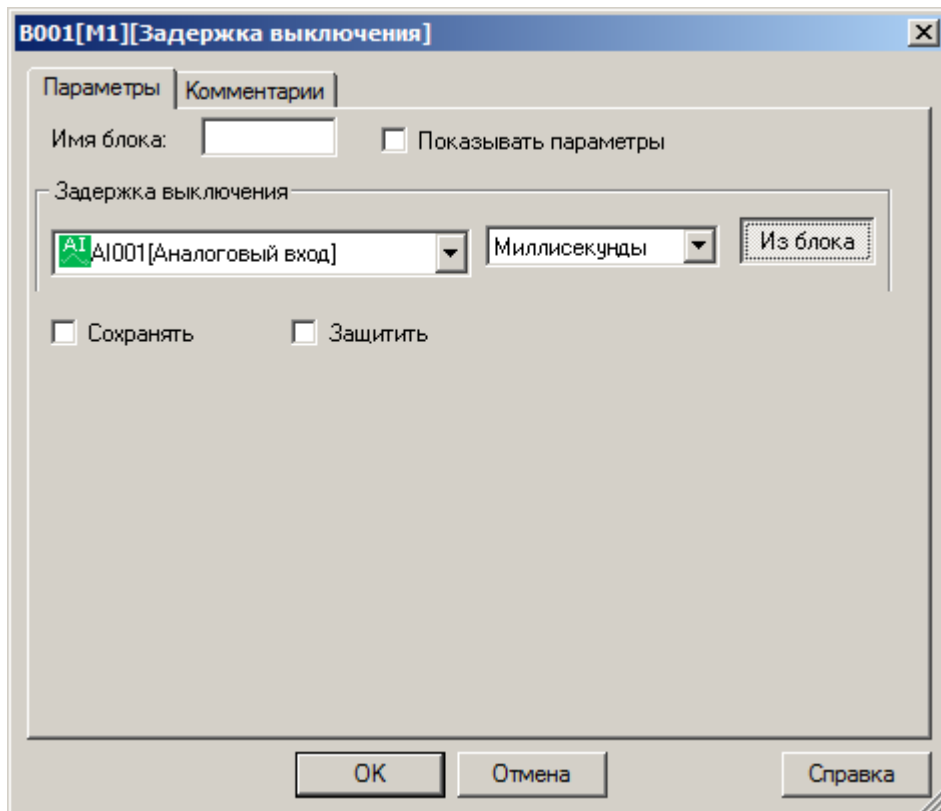 B001[M1][Задержка выключения]
Параметры Комментарии
Имя блока: Показывать параметры
Задержка выключения
AI AI001[Аналоговый вход] Миллисекунды Из блока
Сохранять Защитить
OK Отмена Справка